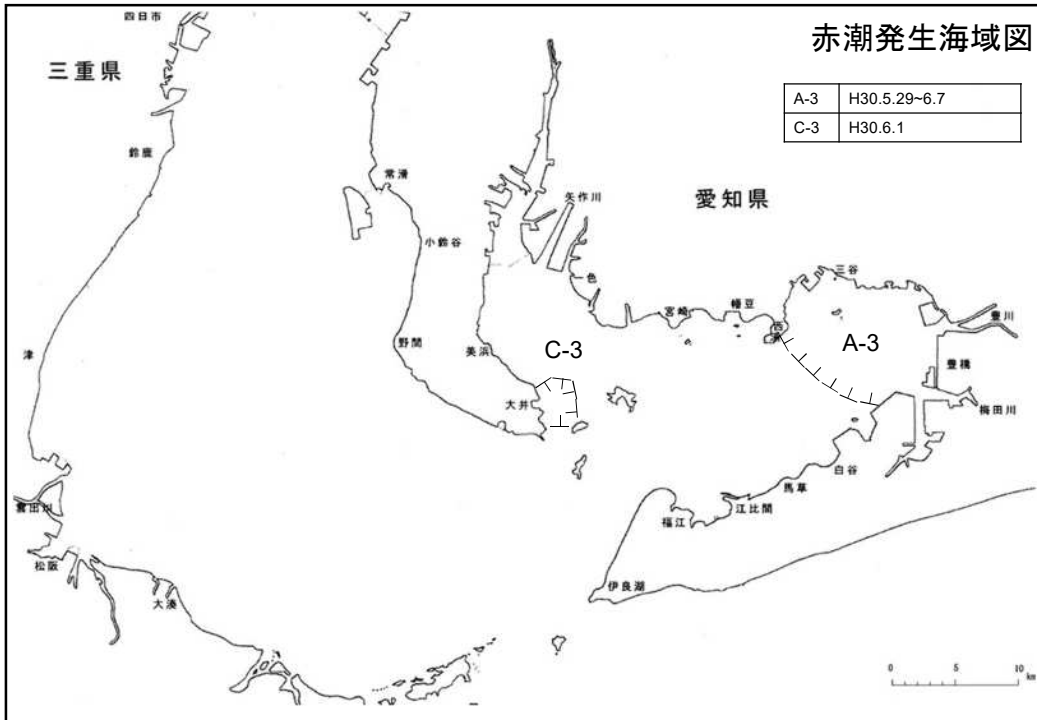 赤潮発生海域図
A-3 H30.5.29~6.7
C-3 H30.6.1
三重県
愛知県
四日市
鈴鹿
津
雲出川
松阪
大湊
常滑
小鈴谷
野間
美浜
大井
矢作川
一色
宮崎
幡豆
西浦
三谷
豊川
豊橋
梅田川
白谷
馬草
江比間
福江
伊良湖
C-3
A-3
0 5 10
km